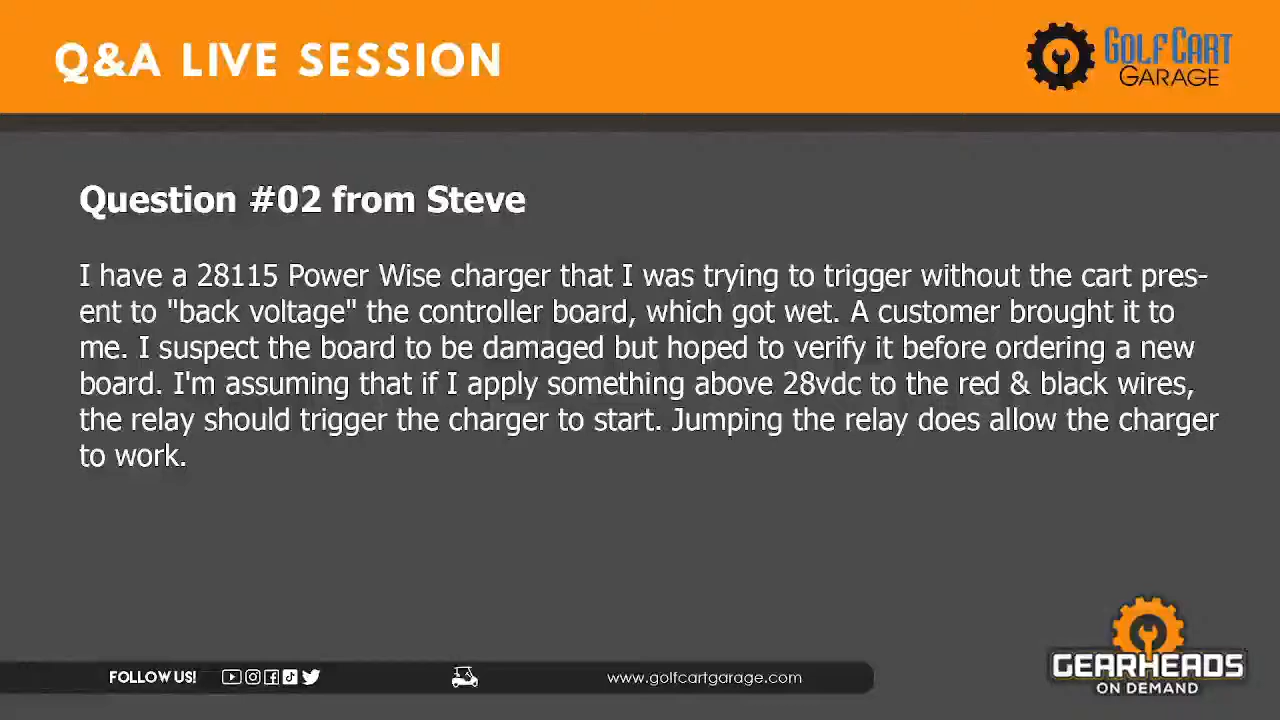 Q&A LIVE SESSION
GOLF CART
GARAGE
Question #02 from Steve
I have a 28115 Power Wise charger that I was trying to trigger without the cart pres-
ent to "back voltage" the controller board, which got wet. A customer brought it to
me. I suspect the board to be damaged but hoped to verify it before ordering a new
board. I'm assuming that if I apply something above 28vdc to the red & black wires,
the relay should trigger the charger to start. Jumping the relay does allow the charger
to work.
FOLLOW US!
www.golfcartgarage.com
GEARHEADS
ON DEMAND